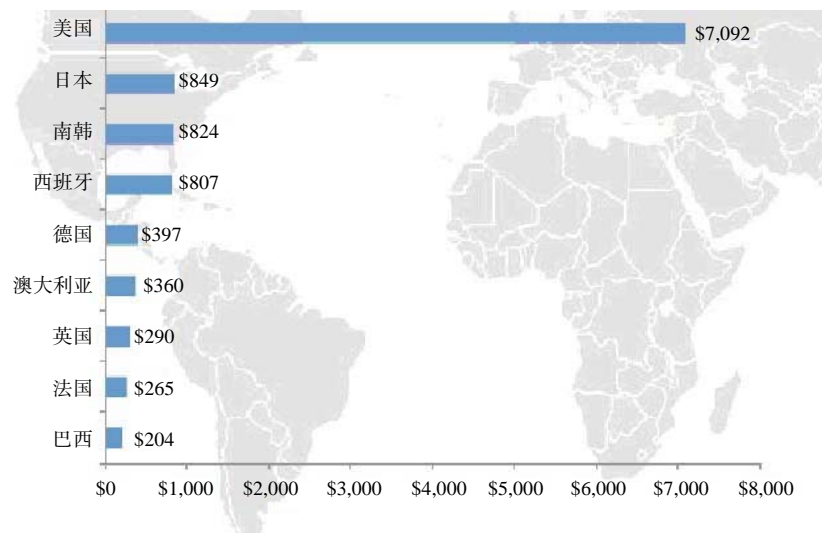 美国 $7,092
日本 $849
南韩 $824
西班牙 $807
德国 $397
澳大利亚 $360
英国 $290
法国 $265
巴西 $204
$0 $1,000 $2,000 $3,000 $4,000 $5,000 $6,000 $7,000 $8,000